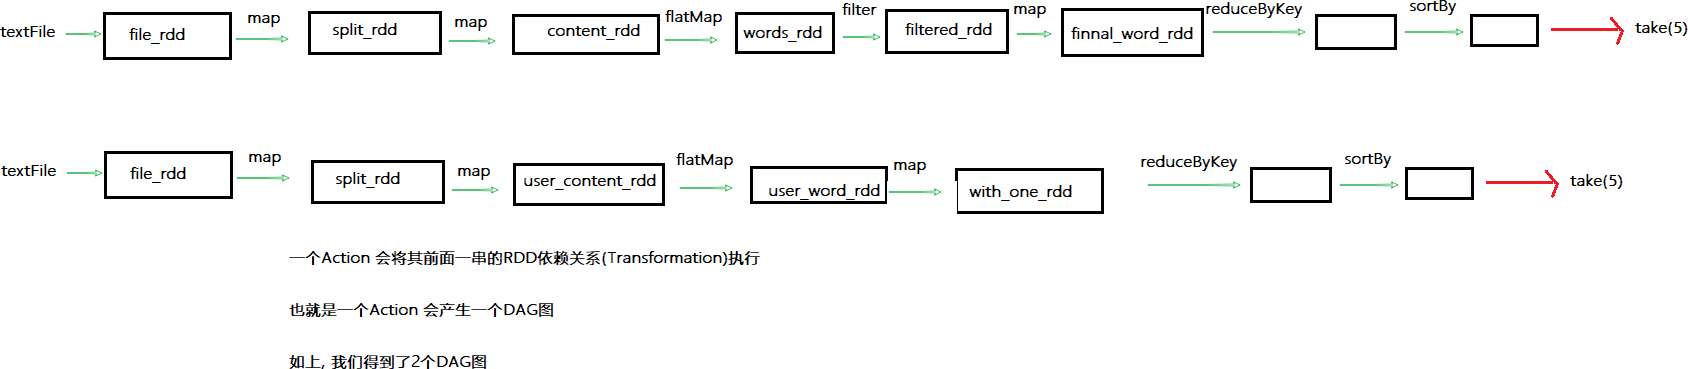 textFile file_rdd map split_rdd map content_rdd flatMap words_rdd filter filtered_rdd map finnal_word_rdd reduceByKey sortBy take(5)
textFile file_rdd map split_rdd map user_content_rdd flatMap user_word_rdd map with_one_rdd reduceByKey sortBy take(5)
一个Action 会将其前面一串的RDD依赖关系(Transformation)执行
也就是一个Action 会产生一个DAG图
如上, 我们得到了2个DAG图